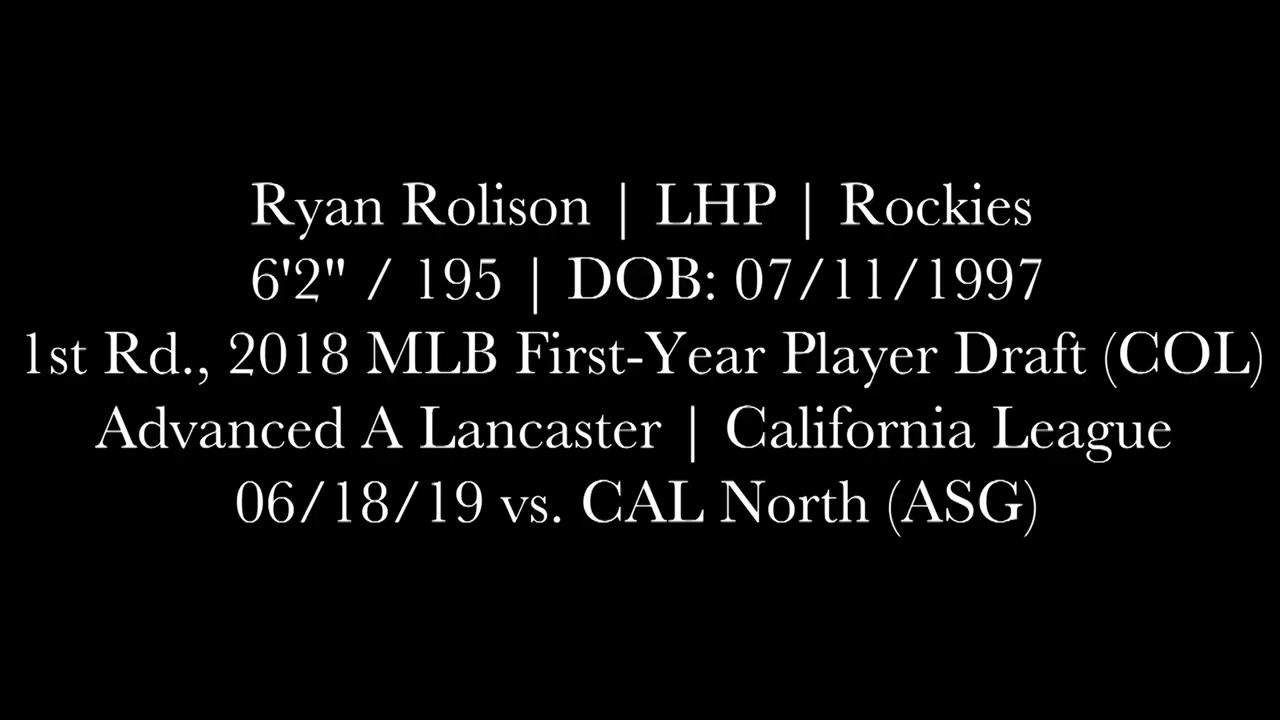 Ryan Rolison | LHP | Rockies
6'2" / 195 | DOB: 07/11/1997
1st Rd., 2018 MLB First-Year Player Draft (COL)
Advanced A Lancaster | California League
06/18/19 vs. CAL North (ASG)